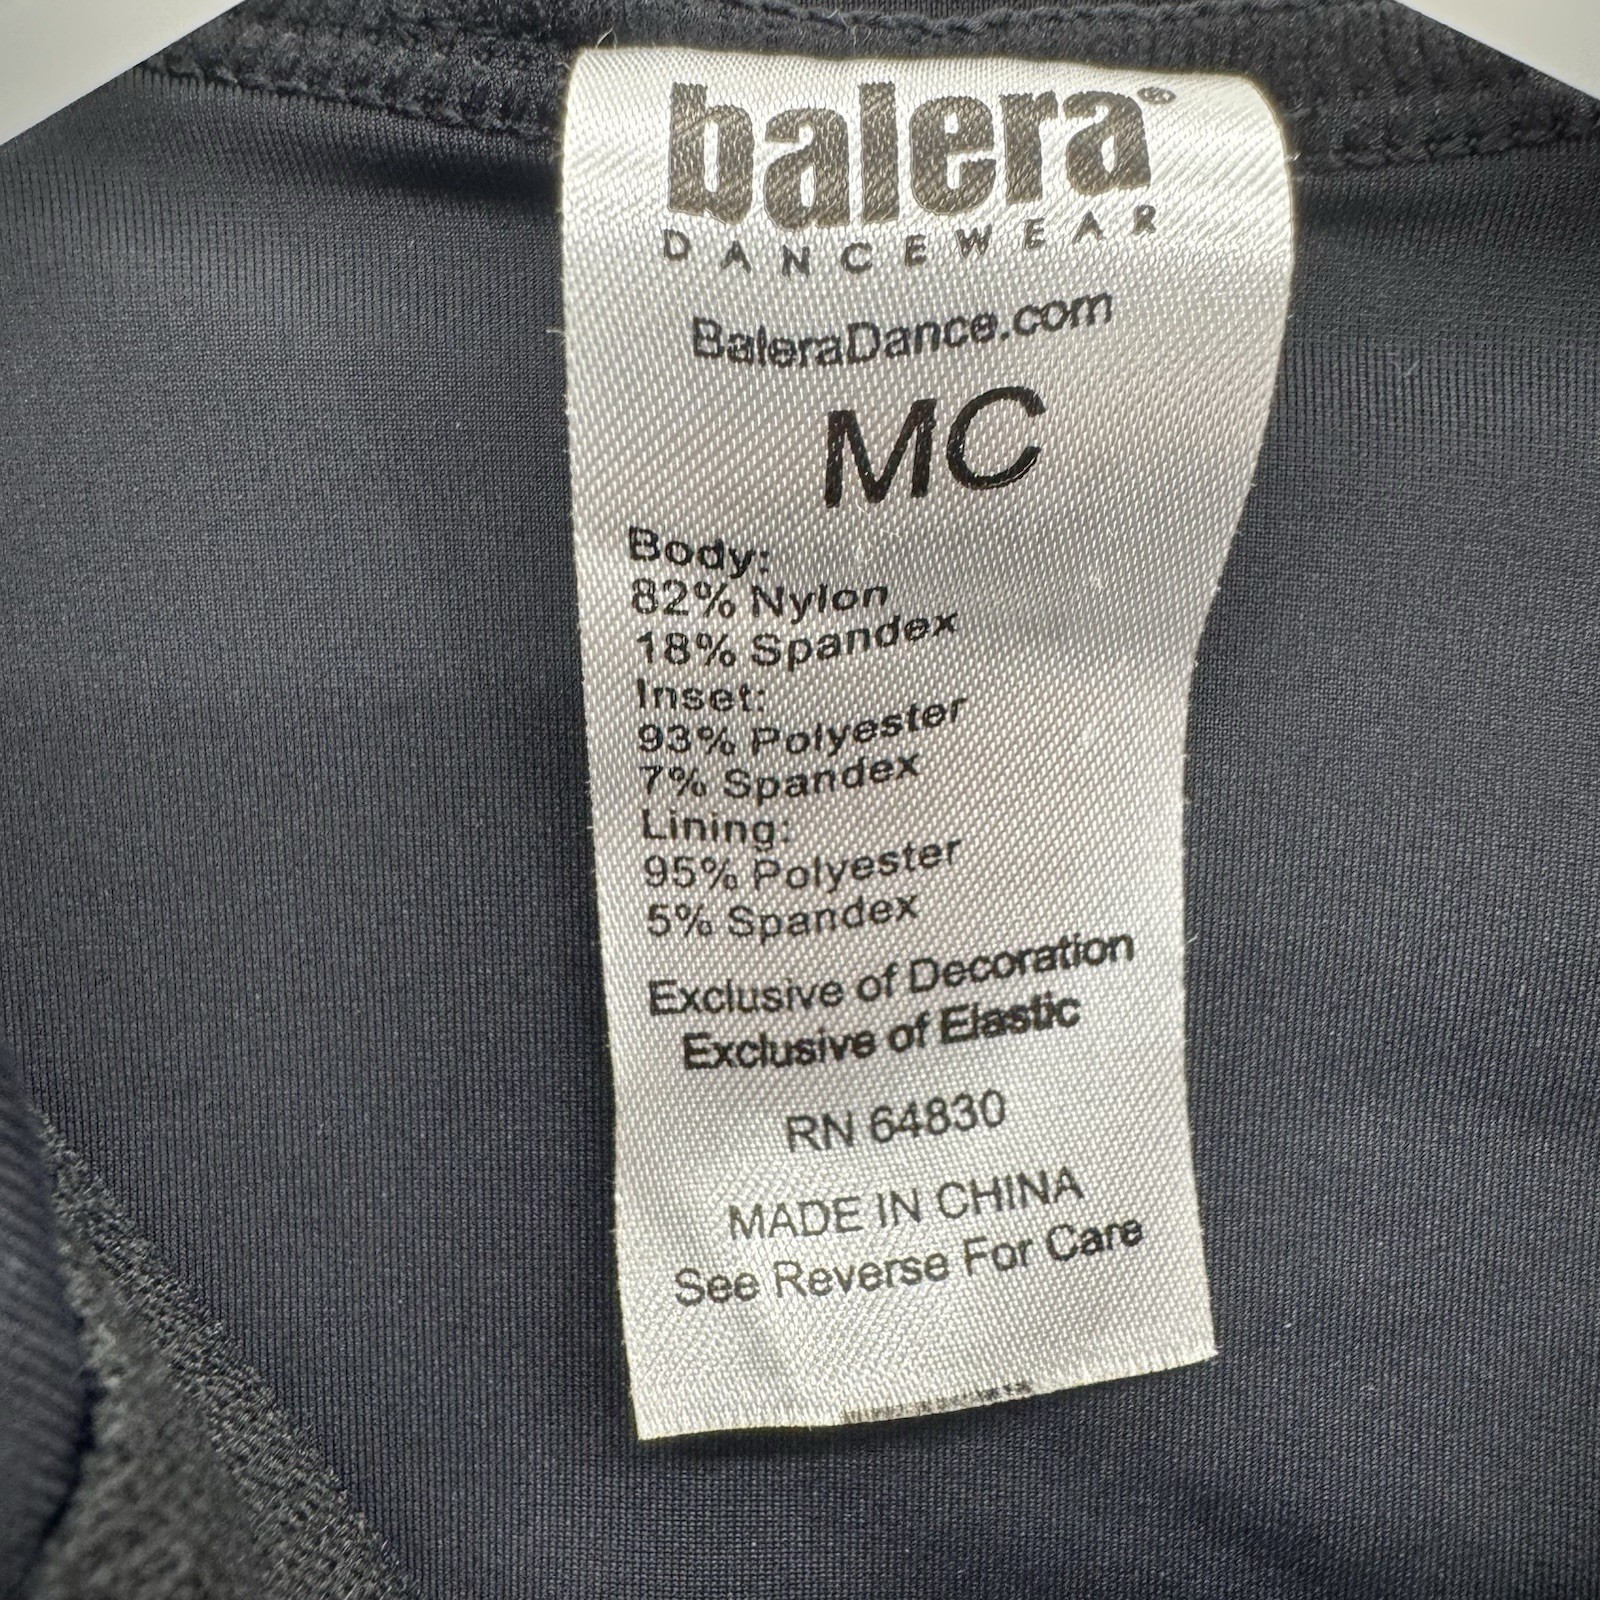 balera®
DANCEWEAR
BaleraDance.com
MC
Body:
82% Nylon
18% Spandex
Inset:
93% Polyester
7% Spandex
Lining:
95% Polyester
5% Spandex
Exclusive of Decoration
Exclusive of Elastic
RN 64830
MADE IN CHINA
See Reverse For Care